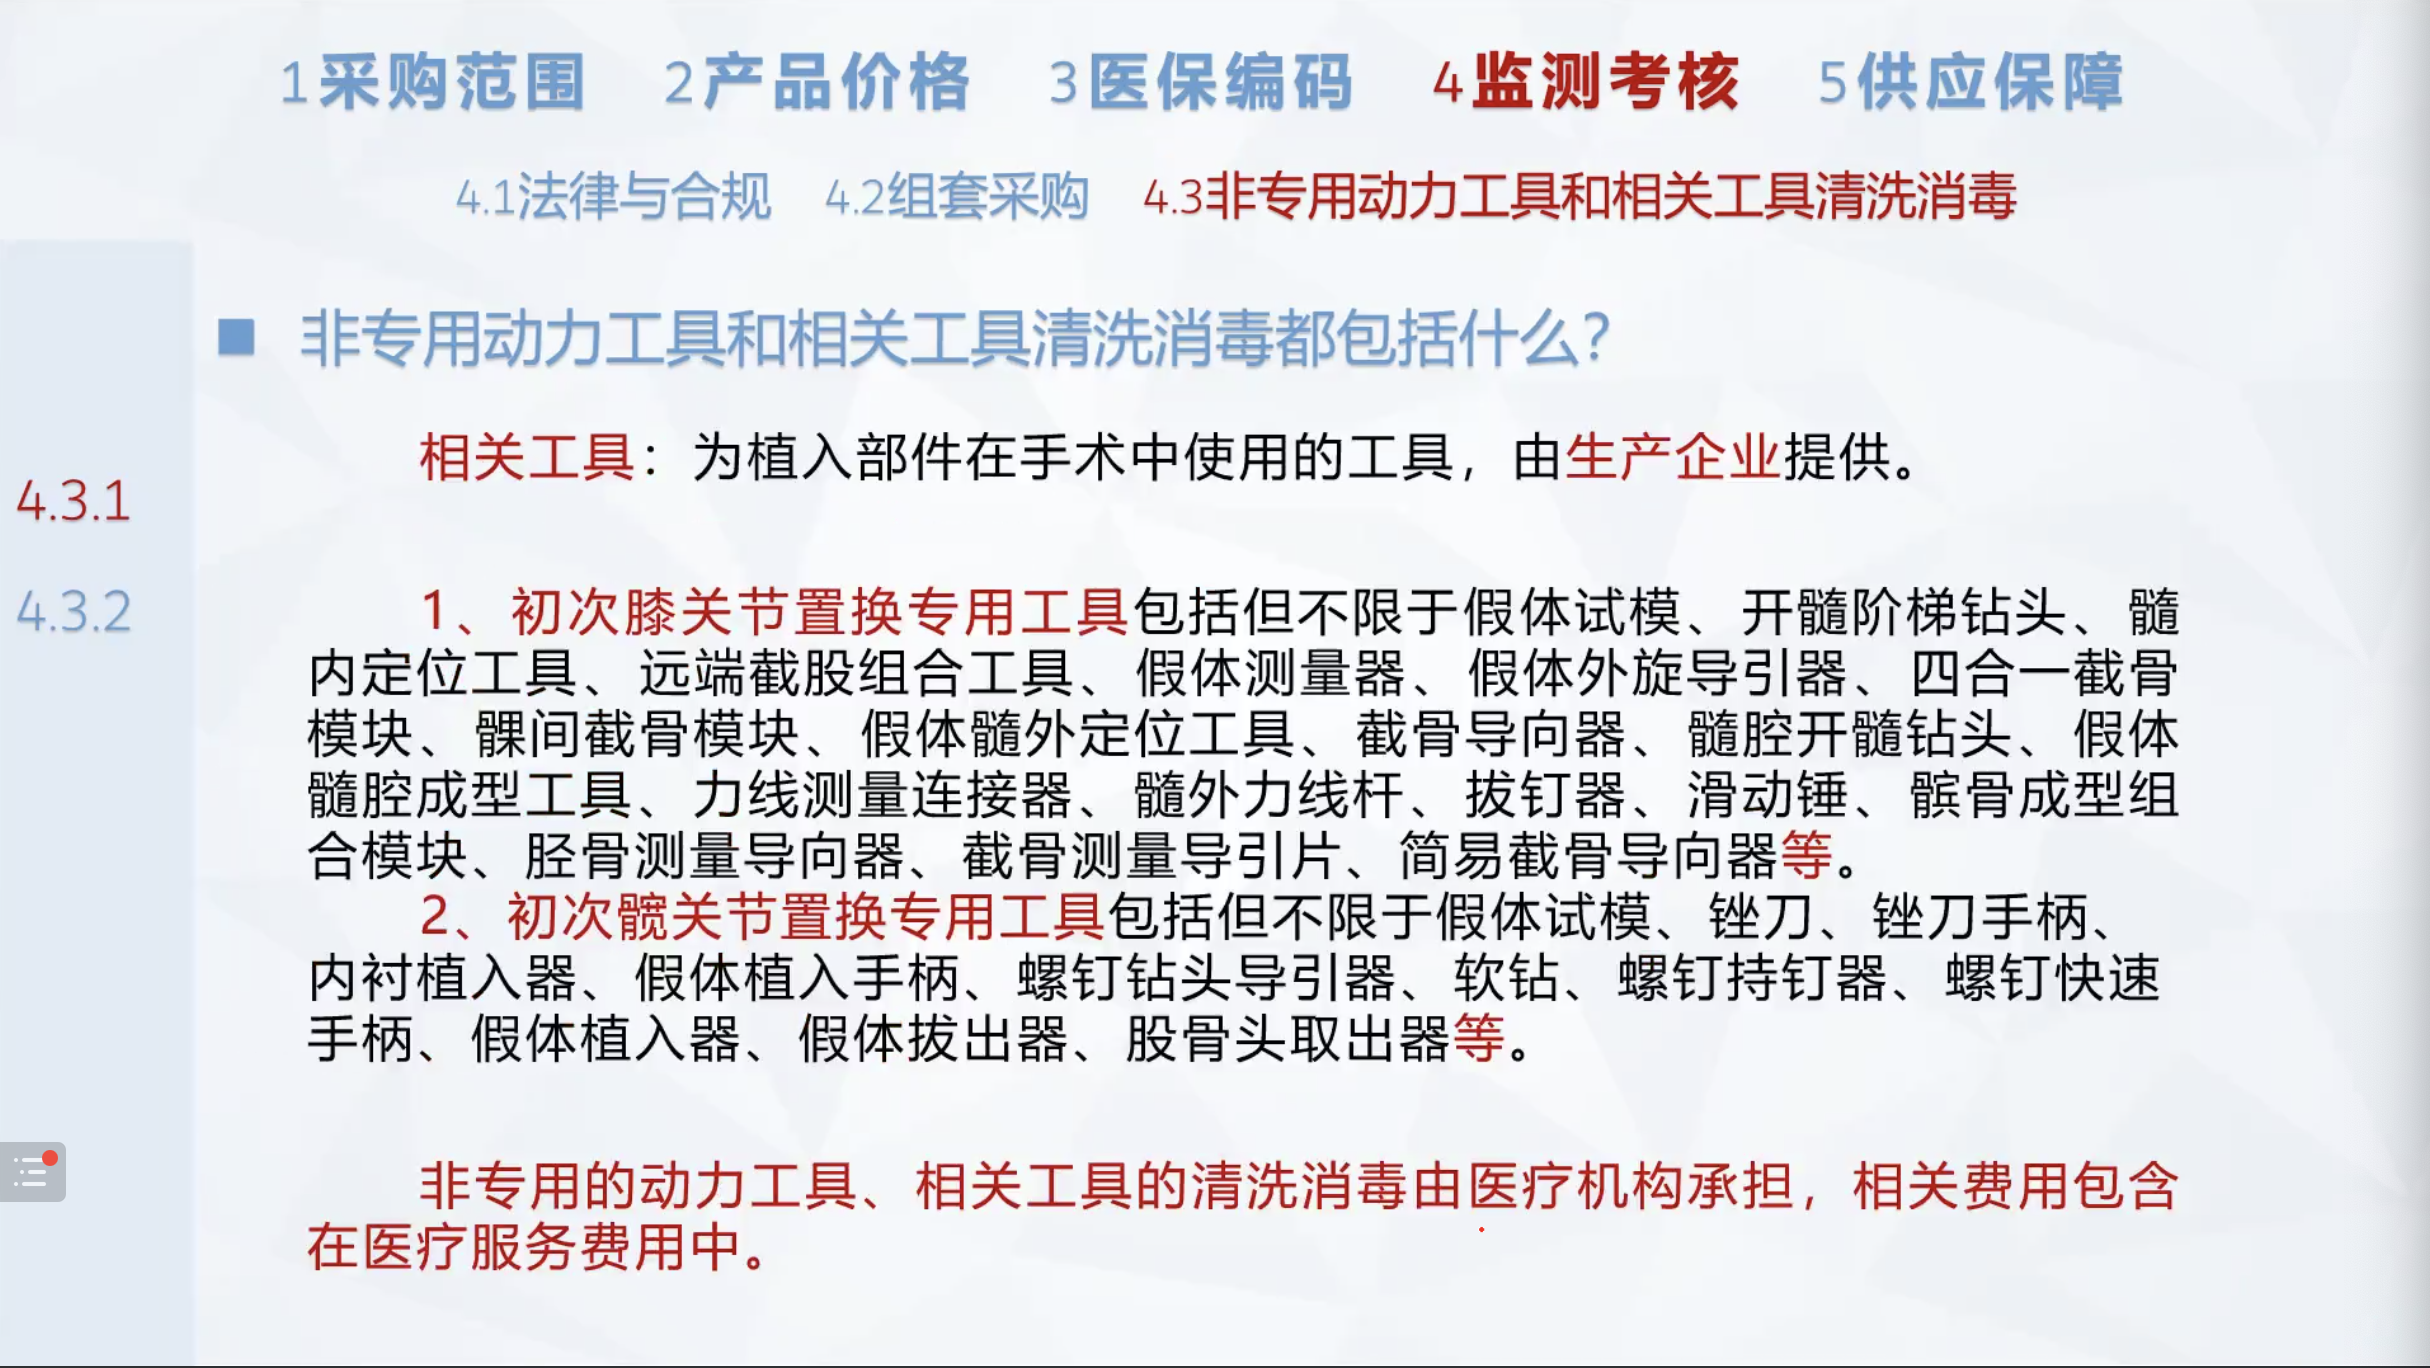 1采购范围 2产品价格 3医保编码 4监测考核 5供应保障
4.1法律与合规 4.2组套采购 4.3非专用动力工具和相关工具清洗消毒
■ 非专用动力工具和相关工具清洗消毒都包括什么?
相关工具：为植入部件在手术中使用的工具，由生产企业提供。
4.3.1
4.3.2
1、初次膝关节置换专用工具包括但不限于假体试模、开髓阶梯钻头、髓
内定位工具、远端截股组合工具、假体测量器、假体外旋导引器、四合一截骨
模块、髁间截骨模块、假体髓外定位工具、截骨导向器、髓腔开髓钻头、假体
髓腔成型工具、力线测量连接器、髓外力线杆、拔钉器、滑动锤、髌骨成型组
合模块、胫骨测量导向器、截骨测量导引片、简易截骨导向器等。
2、初次髋关节置换专用工具包括但不限于假体试模、锉刀、锉刀手柄、
内衬植入器、假体植入手柄、螺钉钻头导引器、软钻、螺钉持钉器、螺钉快速
手柄、假体植入器、假体拔出器、股骨头取出器等。
非专用的动力工具、相关工具的清洗消毒由医疗机构承担，相关费用包含
在医疗服务费用中。